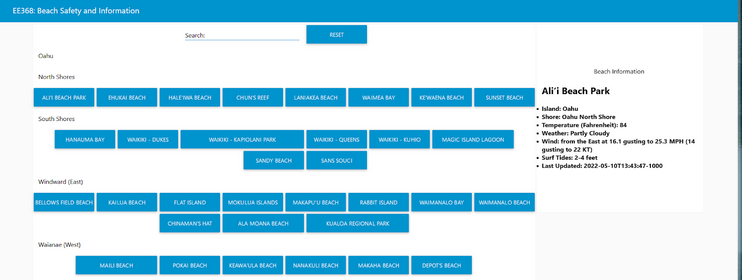 EE368: Beach Safety and Information
Search:
RESET
Oahu
North Shores
ALI'I BEACH PARK EHUKAI BEACH HALE'IWA BEACH CHUN'S REEF LANIAKEA BEACH WAIMEA BAY KE'WAENA BEACH SUNSET BEACH
South Shores
HANAUMA BAY WAIKIKI - DUKES WAIKIKI - KAPIOLANI PARK WAIKIKI - QUEENS WAIKIKI - KUHIO MAGIC ISLAND LAGOON
SANDY BEACH SANS SOUCI
Windward (East)
BELLOWS FIELD BEACH KAILUA BEACH FLAT ISLAND MOKULUA ISLANDS MAKAPU'U BEACH RABBIT ISLAND WAIMANALO BAY WAIMANALO BEACH
CHINAMAN'S HAT ALA MOANA BEACH KUALOA REGIONAL PARK
Waianae (West)
MAILI BEACH POKAI BEACH KEAWA'ULA BEACH NANAKULI BEACH MAKAHA BEACH DEPOT'S BEACH
Beach Information
Ali'i Beach Park
Island: Oahu
Shore: Oahu North Shore
Temperature (Fahrenheit): 84
Weather: Partly Cloudy
Wind: from the East at 16.1 gusting to 25.3 MPH (14
gusting to 22 KT)
Surf Tides: 2-4 feet
Last Updated: 2022-05-10T13:43:47-1000